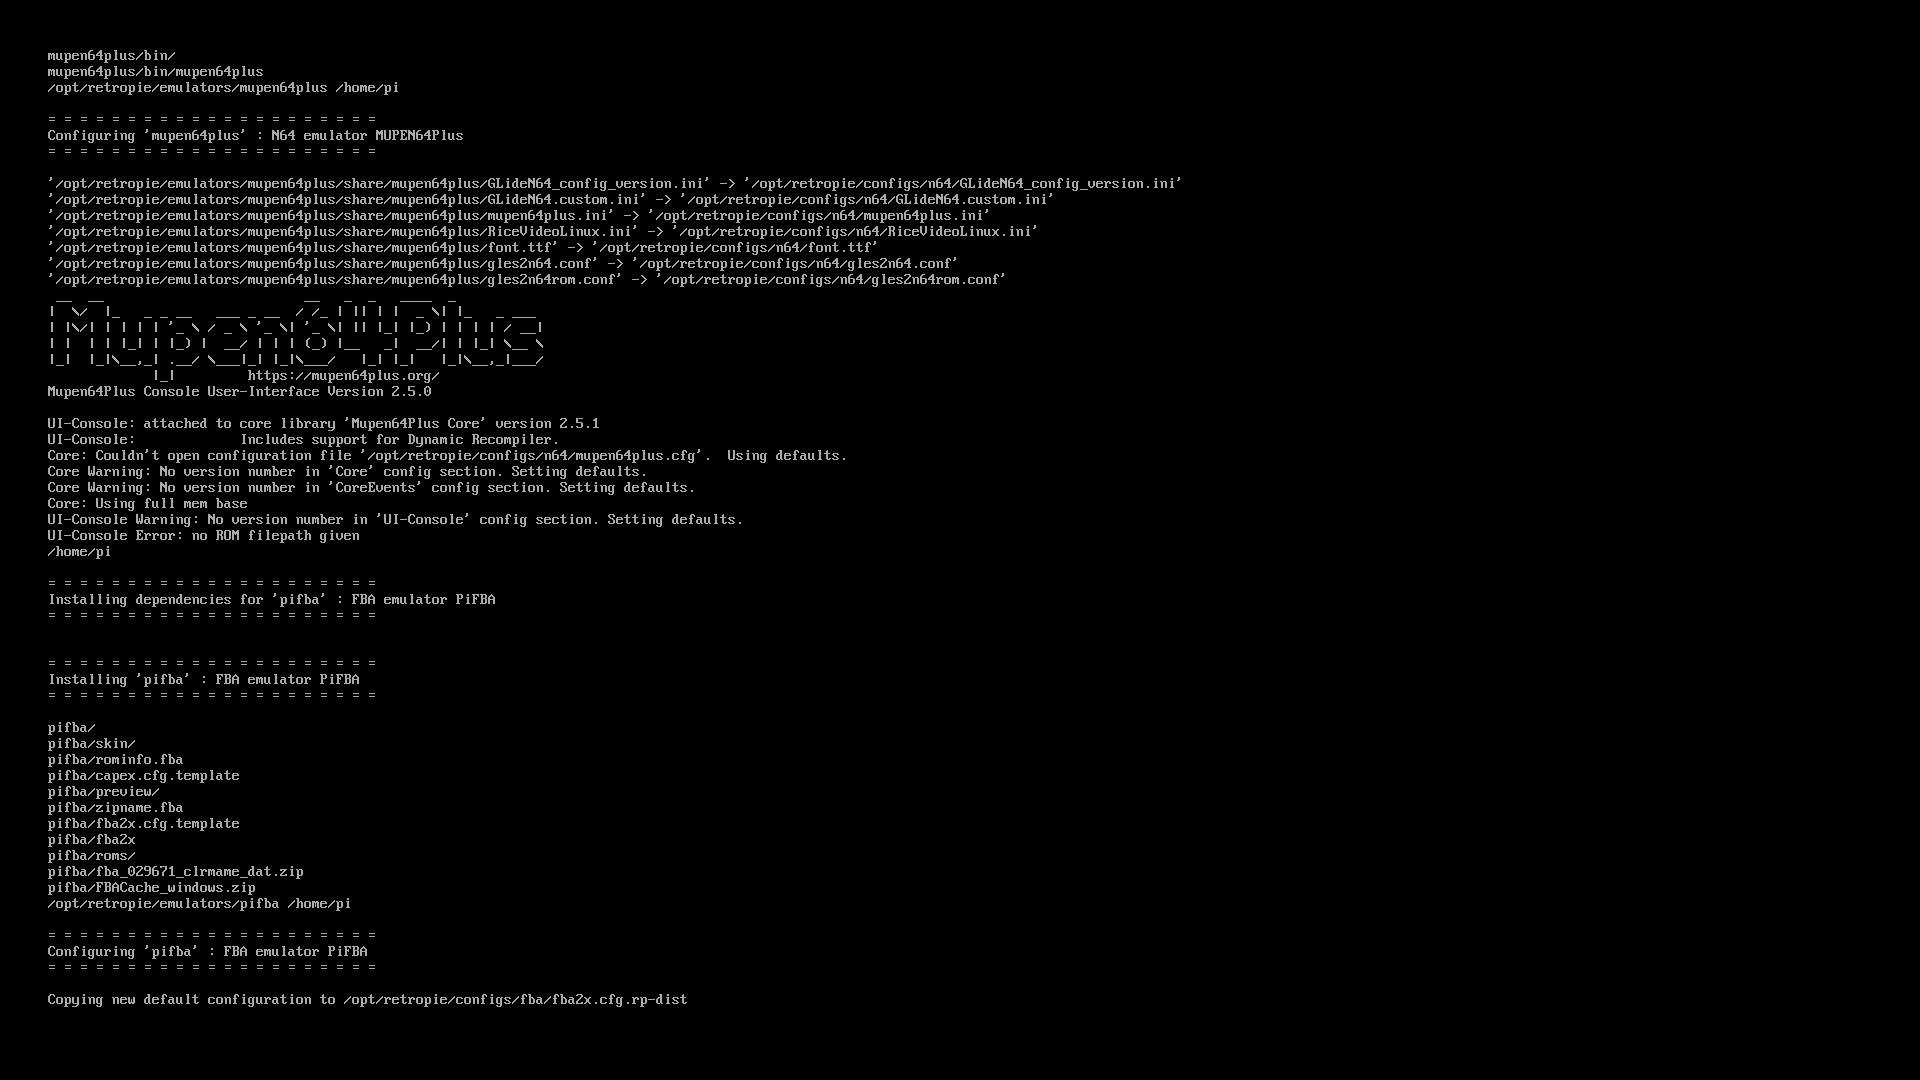 mupen64plus/bin/
mupen64plus/bin/mupen64plus
/opt/retropie/emulators/mupen64plus /home/pi
= = = = = = = = = = = = = = = = = = = = =
Configuring 'mupen64plus' : N64 emulator MUPEN64Plus
= = = = = = = = = = = = = = = = = = = = =
'/opt/retropie/emulators/mupen64plus/share/mupen64plus/GLideN64_config_version.ini' -> '/opt/retropie/configs/n64/GLideN64_config_version.ini'
'/opt/retropie/emulators/mupen64plus/share/mupen64plus/GLideN64.custom.ini' -> '/opt/retropie/configs/n64/GLideN64.custom.ini'
'/opt/retropie/emulators/mupen64plus/share/mupen64plus/mupen64plus.ini' -> '/opt/retropie/configs/n64/mupen64plus.ini'
'/opt/retropie/emulators/mupen64plus/share/mupen64plus/RiceVideoLinux.ini' -> '/opt/retropie/configs/n64/RiceVideoLinux.ini'
'/opt/retropie/emulators/mupen64plus/share/mupen64plus/font.ttf' -> '/opt/retropie/configs/n64/font.ttf'
'/opt/retropie/emulators/mupen64plus/share/mupen64plus/gles2n64.conf' -> '/opt/retropie/configs/n64/gles2n64.conf'
'/opt/retropie/emulators/mupen64plus/share/mupen64plus/gles2n64rom.conf' -> '/opt/retropie/configs/n64/gles2n64rom.conf'
Mupen64Plus
https://mupen64plus.org/
Mupen64Plus Console User-Interface Version 2.5.0
UI-Console: attached to core library 'Mupen64Plus Core' version 2.5.1
UI-Console:             Includes support for Dynamic Recompiler.
Core: Couldn't open configuration file '/opt/retropie/configs/n64/mupen64plus.cfg'.  Using defaults.
Core Warning: No version number in 'Core' config section. Setting defaults.
Core Warning: No version number in 'CoreEvents' config section. Setting defaults.
Core: Using full mem base
UI-Console Warning: No version number in 'UI-Console' config section. Setting defaults.
UI-Console Error: no ROM filepath given
/home/pi
= = = = = = = = = = = = = = = = = = = = =
Installing dependencies for 'pifba' : FBA emulator PiFBA
= = = = = = = = = = = = = = = = = = = = =
= = = = = = = = = = = = = = = = = = = = =
Installing 'pifba' : FBA emulator PiFBA
= = = = = = = = = = = = = = = = = = = = =
pifba/
pifba/skin/
pifba/rominfo.fba
pifba/capex.cfg.template
pifba/preview/
pifba/zipname.fba
pifba/fba2x.cfg.template
pifba/fba2x
pifba/roms/
pifba/fba_029671_clrmame_dat.zip
pifba/FBACache_windows.zip
/opt/retropie/emulators/pifba /home/pi
= = = = = = = = = = = = = = = = = = = = =
Configuring 'pifba' : FBA emulator PiFBA
= = = = = = = = = = = = = = = = = = = = =
Copying new default configuration to /opt/retropie/configs/fba/fba2x.cfg.rp-dist